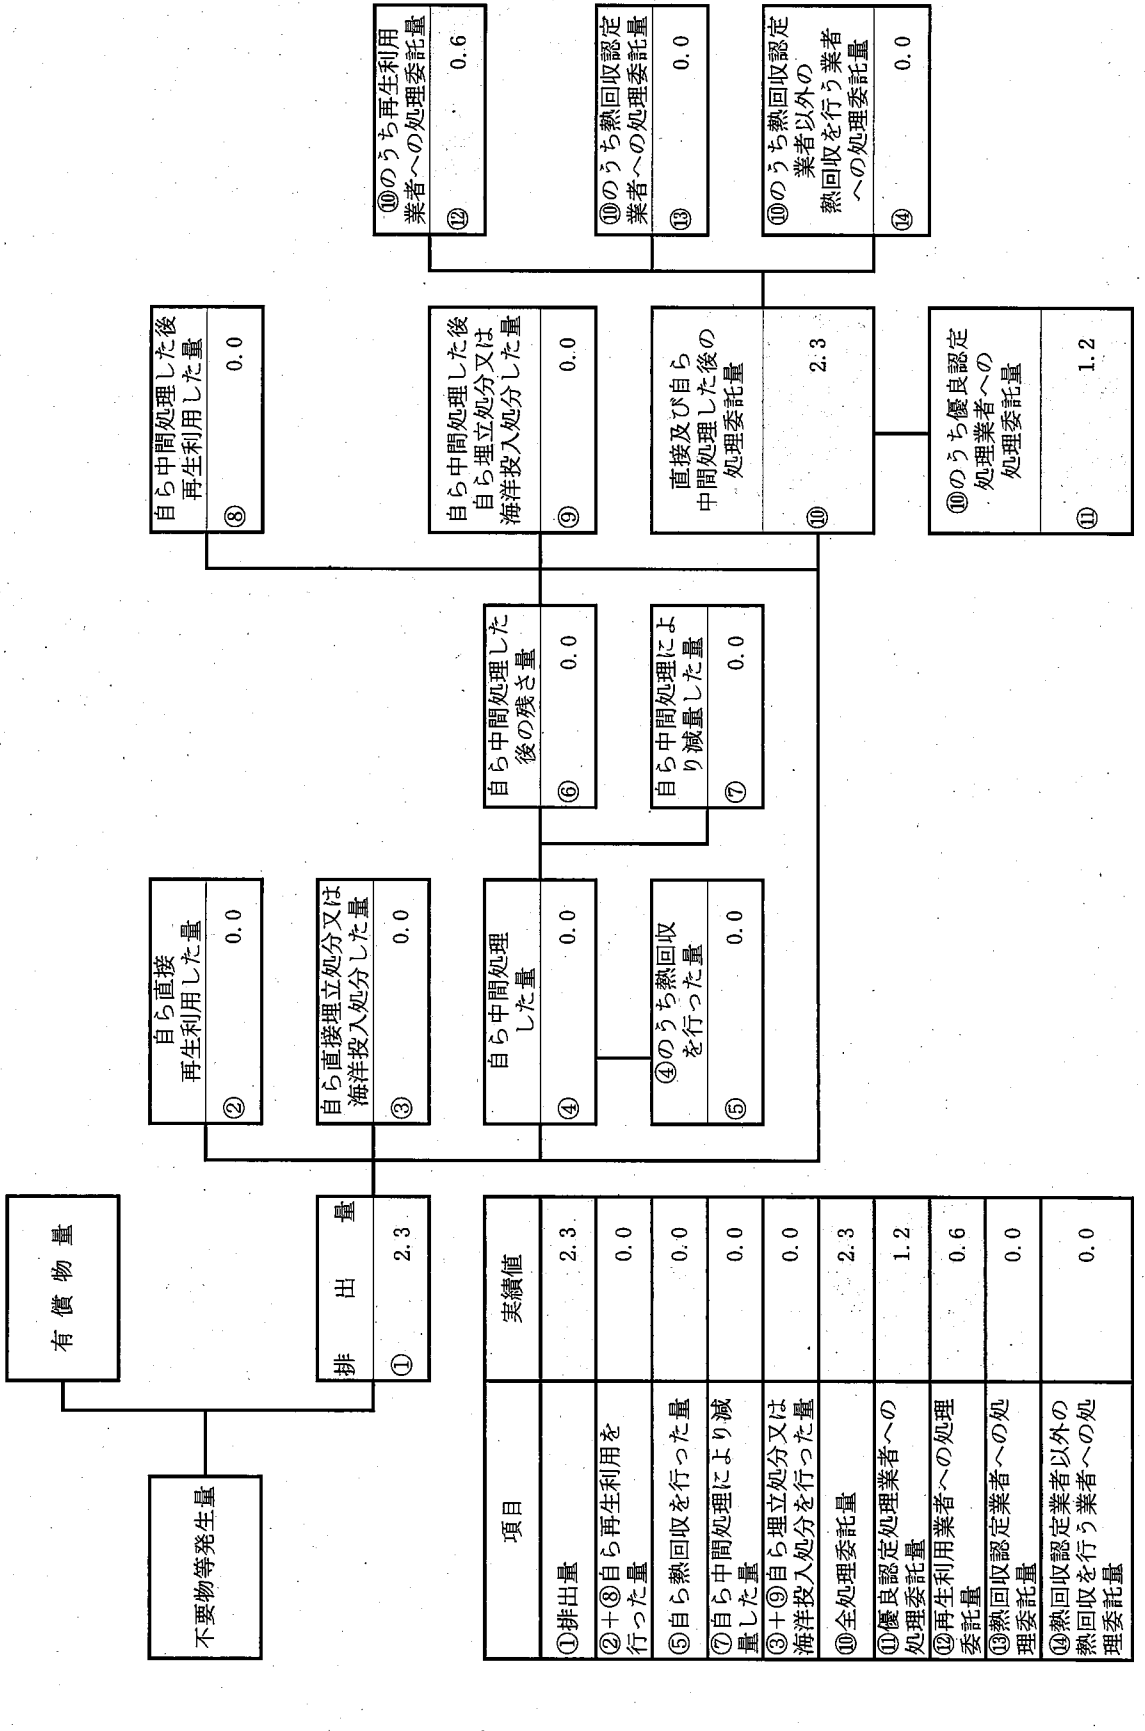 不要物等発生量
有償物量
排出量
① 2.3
自ら直接
再生利用した量
② 0.0
自ら直接埋立処分又は
海洋投入処分した量
③ 0.0
自ら中間処理
した量
④ 0.0
④のうち熱回収
を行った量
⑤ 0.0
自ら中間処理した
後の残さ量
⑥ 0.0
自ら中間処理によ
り減量した量
⑦ 0.0
自ら中間処理した後
再生利用した量
⑧ 0.0
自ら中間処理した後
自ら埋立処分又は
海洋投入処分した量
⑨ 0.0
直接及び自ら
中間処理した後の
処理委託量
⑩ 2.3
⑩のうち優良認定
処理業者への
処理委託量
⑪ 1.2
⑩のうち再生利用
業者への処理委託量
⑫ 0.6
⑩のうち熱回収認定
業者への処理委託量
⑬ 0.0
⑩のうち熱回収認定
業者以外の
熱回収を行う業者
への処理委託量
⑭ 0.0
項目 実績値
①排出量 2.3
②+⑧自ら再生利用を
行った量 0.0
⑤自ら熱回収を行った量 0.0
⑦自ら中間処理により減
量した量 0.0
③+⑨自ら埋立処分又は
海洋投入処分を行った量 0.0
⑩全処理委託量 2.3
⑪優良認定処理業者への
処理委託量 1.2
⑫再生利用業者への処理
委託量 0.6
⑬熱回収認定業者への処
理委託量 0.0
⑭熱回収認定業者以外の
熱回収を行う業者への処
理委託量 0.0